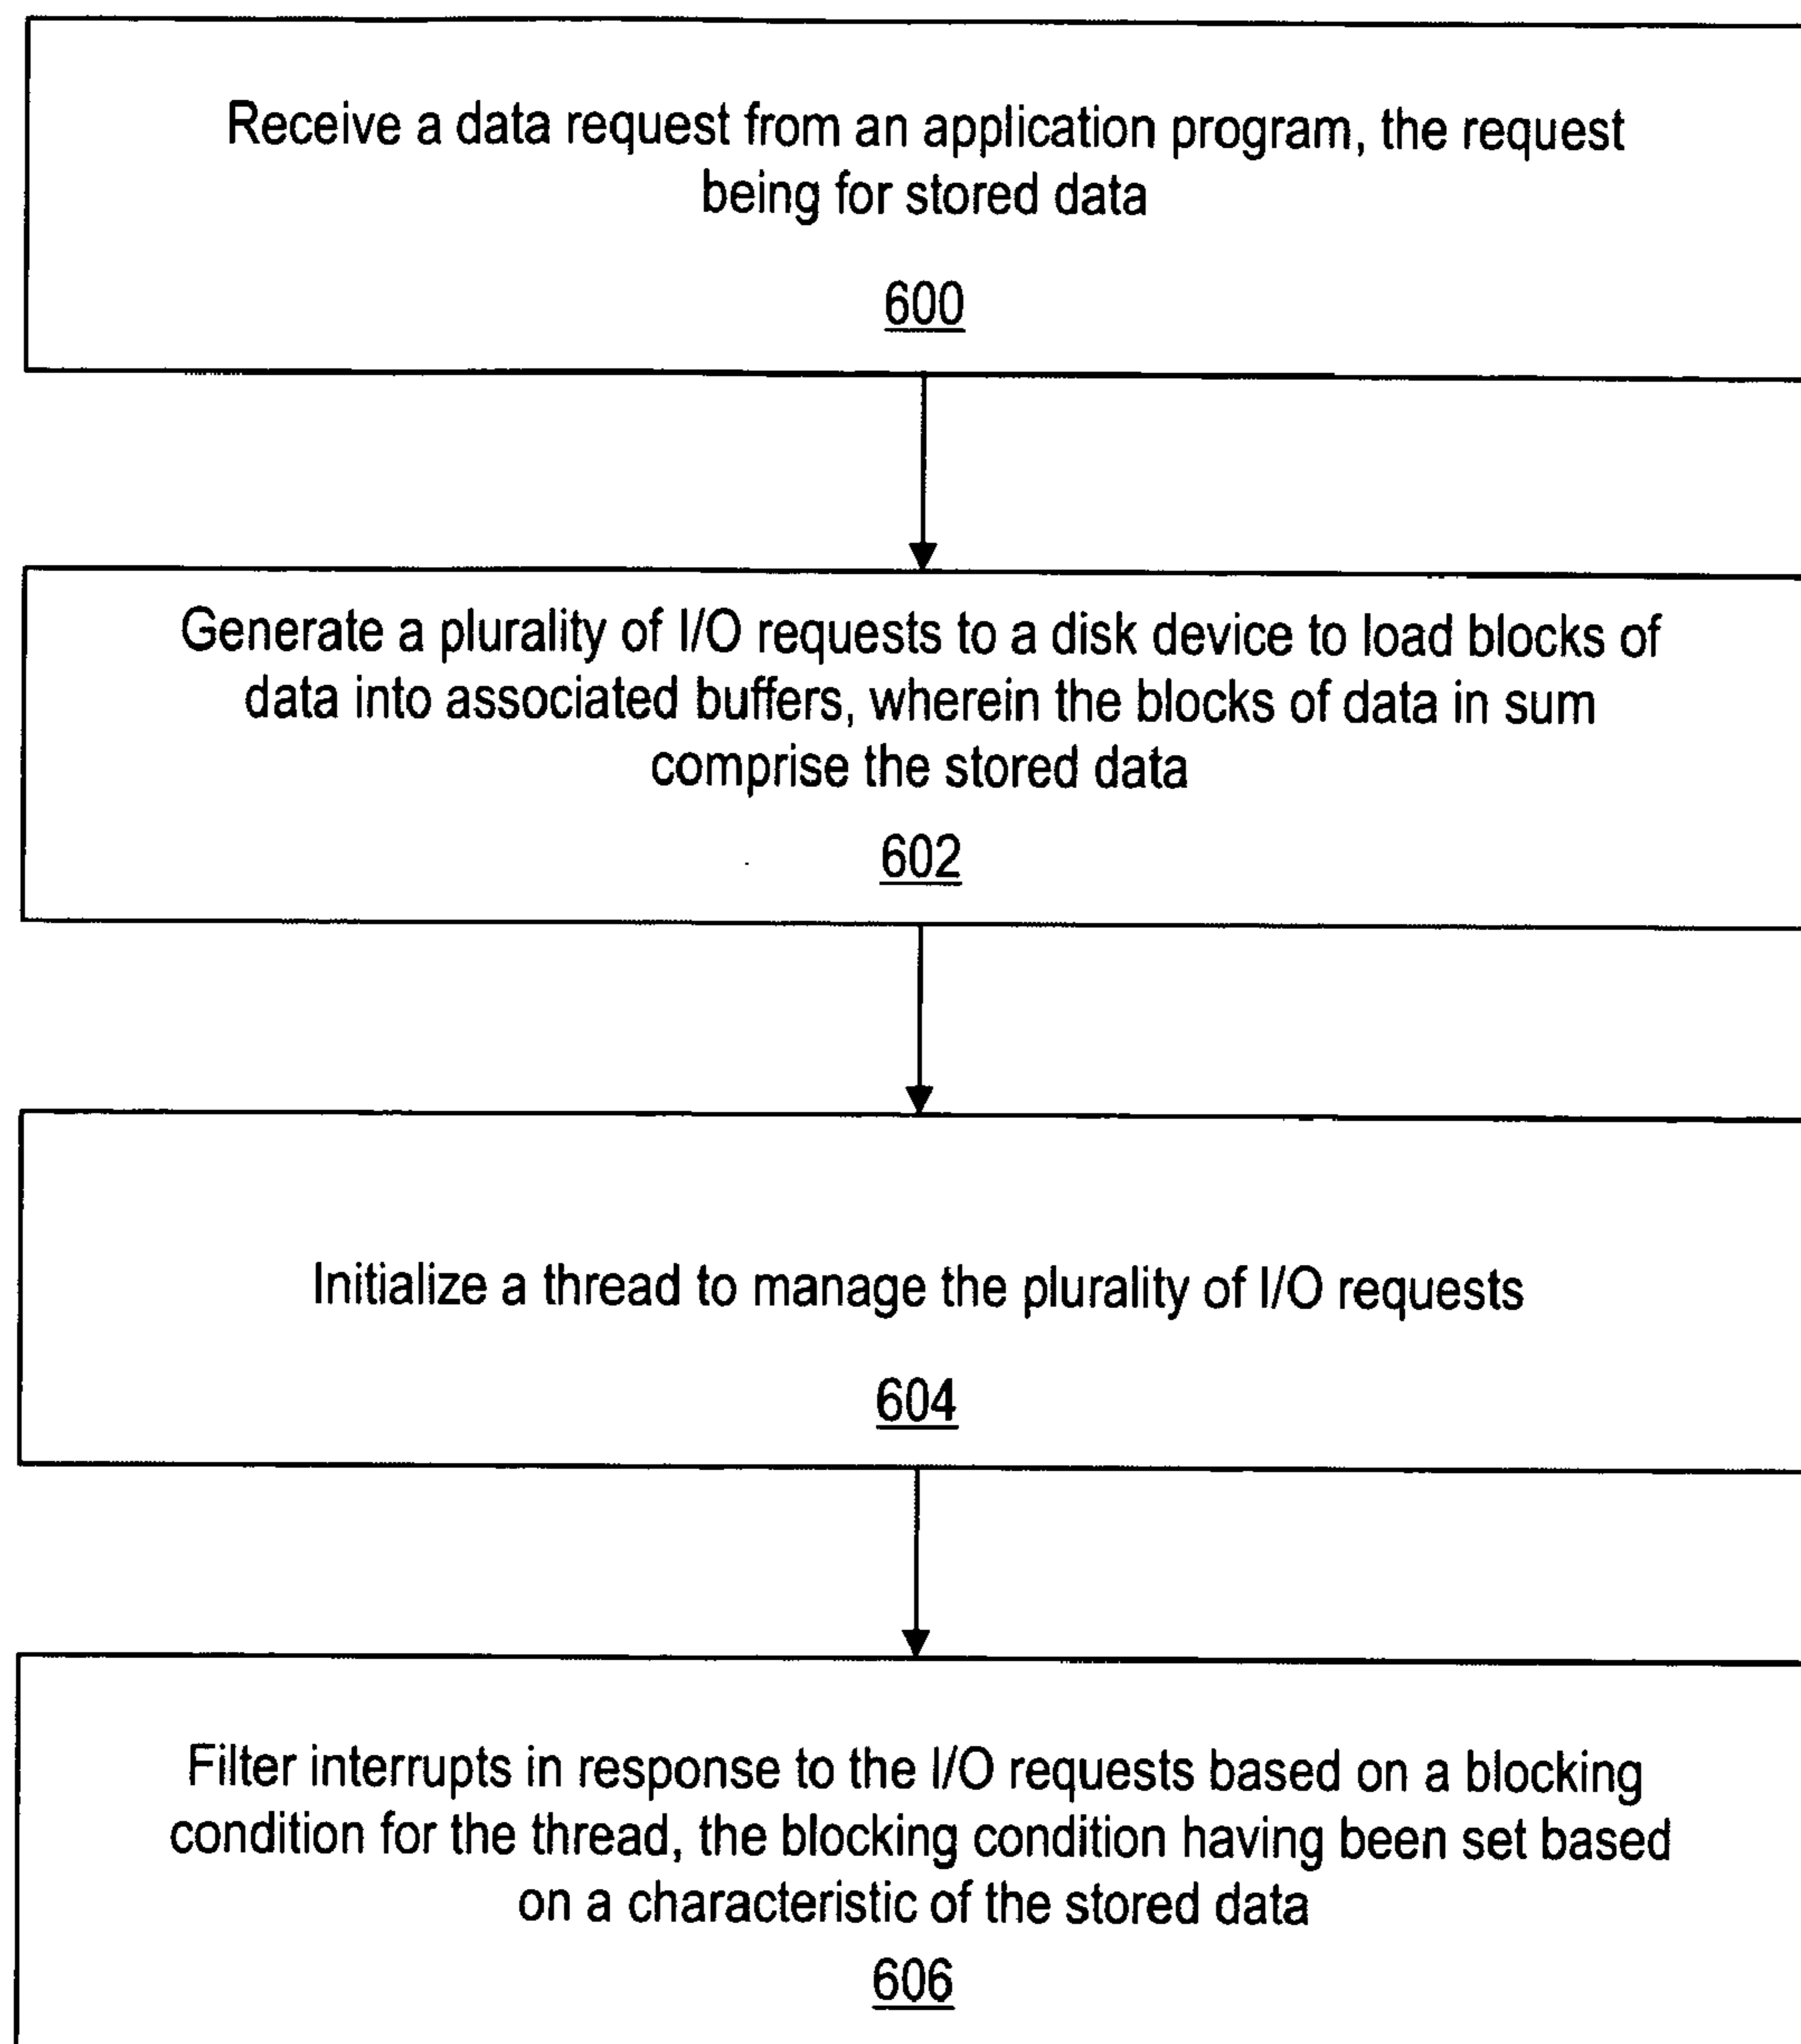 Receive a data request from an application program, the request
being for stored data
600
Generate a plurality of I/O requests to a disk device to load blocks of
data into associated buffers, wherein the blocks of data in sum
comprise the stored data
602
Initialize a thread to manage the plurality of I/O requests
604
Filter interrupts in response to the I/O requests based on a blocking
condition for the thread, the blocking condition having been set based
on a characteristic of the stored data
606